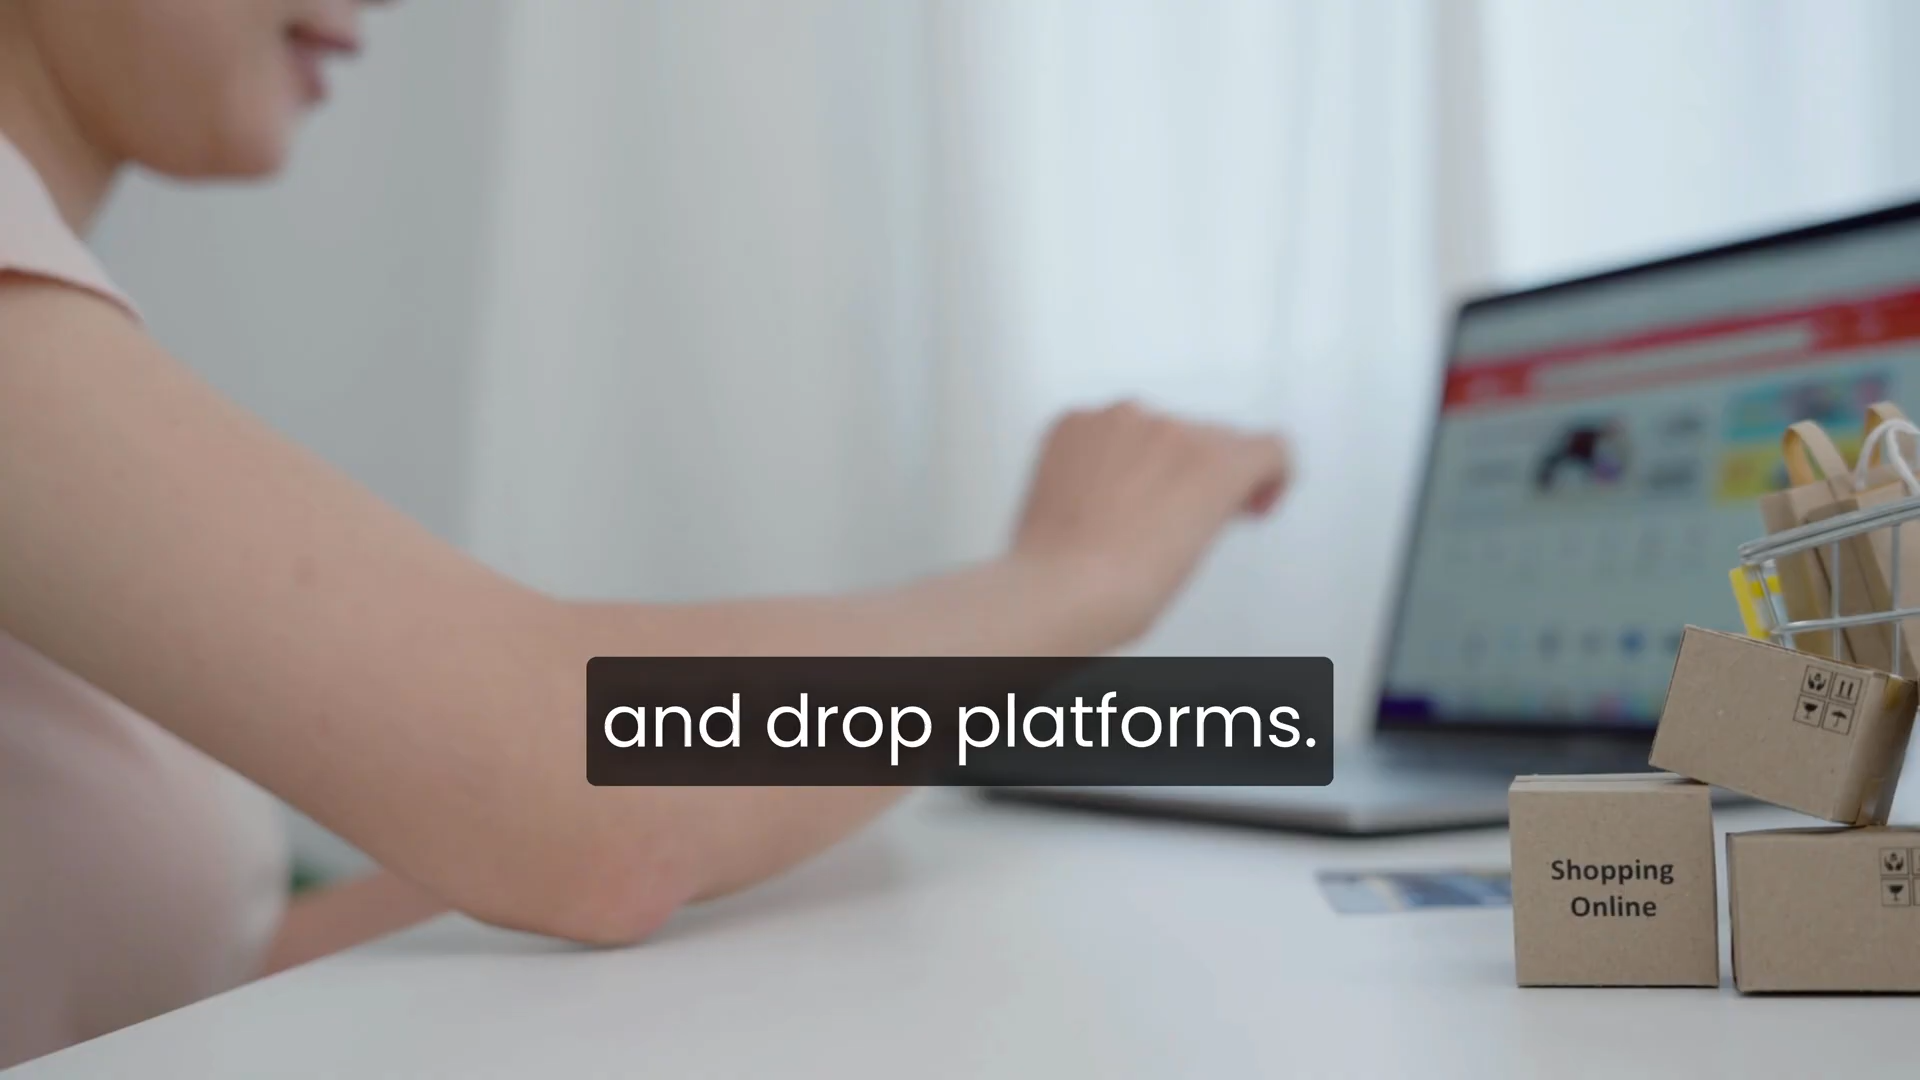 and drop platforms.
Shopping
Online